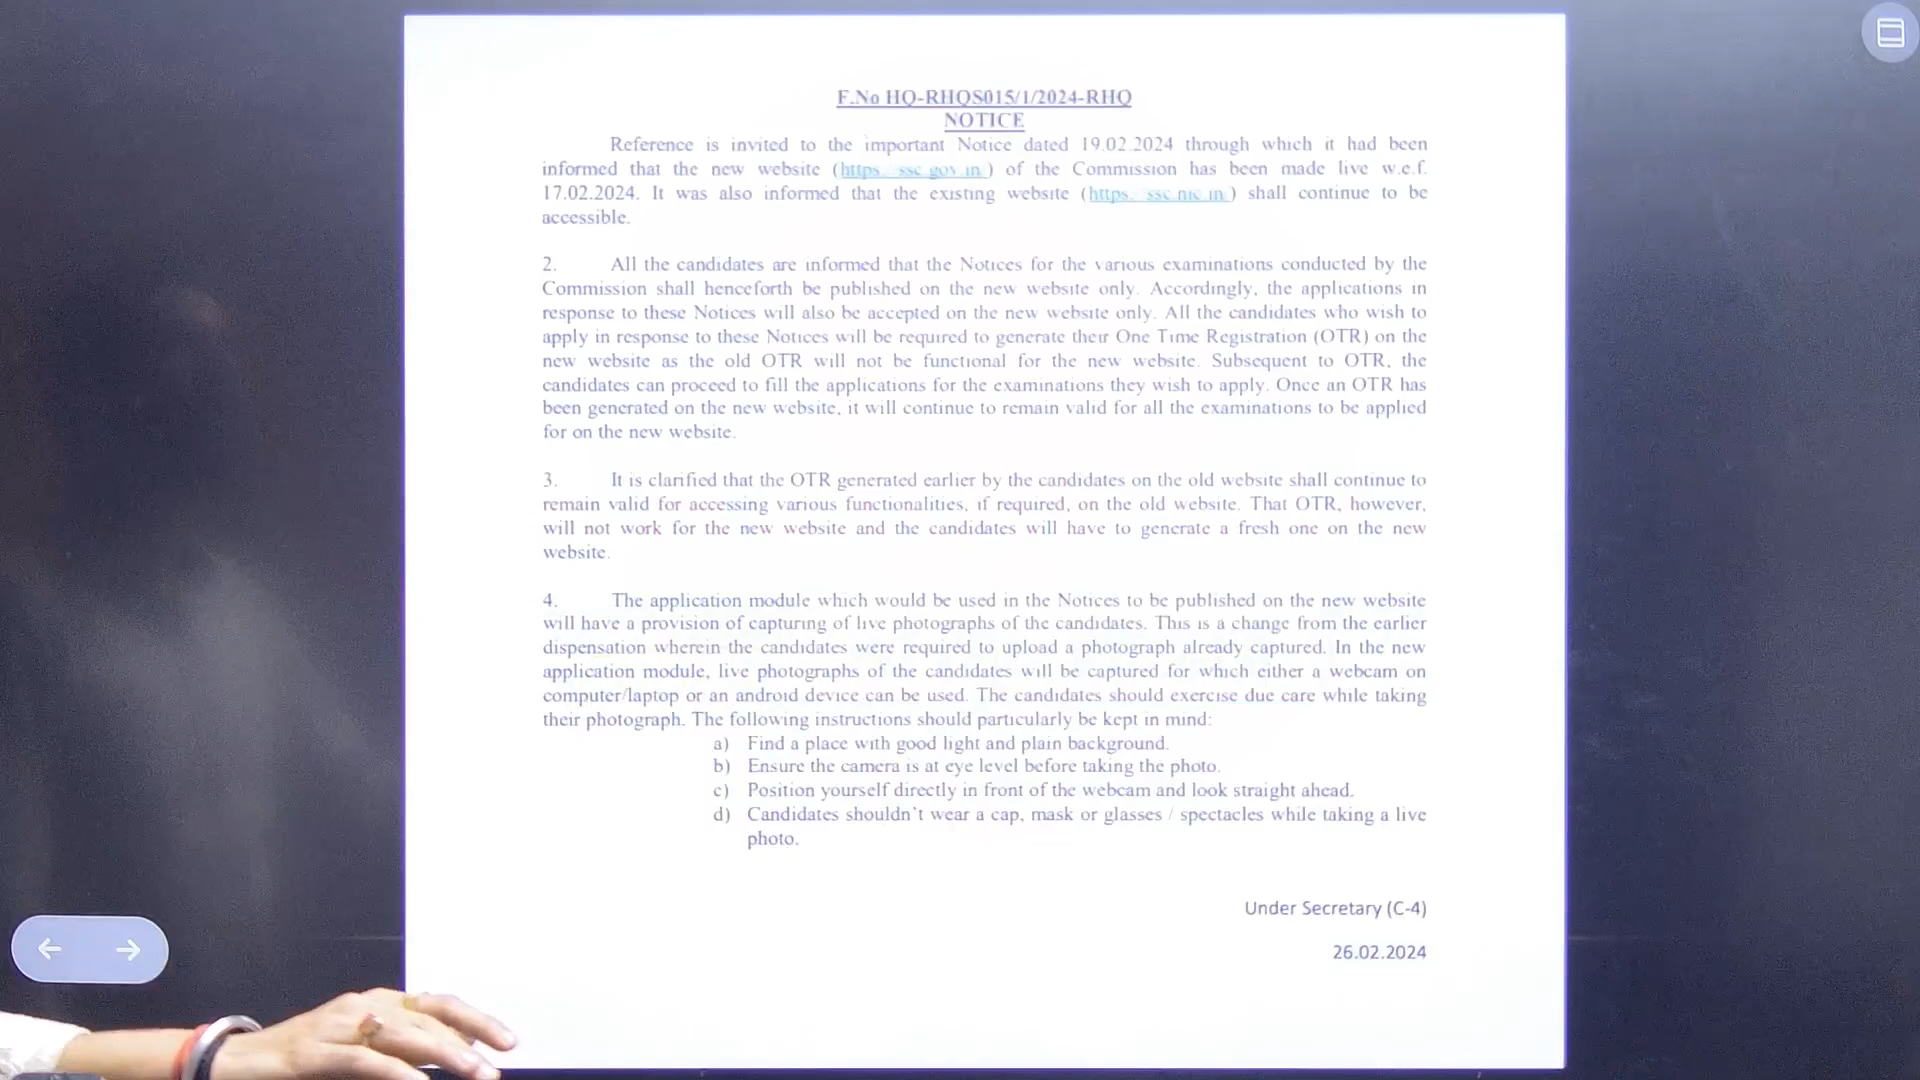 F.No HQ-RHQS015/1/2024-RHQ
NOTICE
Reference is invited to the important Notice dated 19.02.2024 through which it had been
informed that the new website (https. ssc.gov.in ) of the Commission has been made live w.e.f.
17.02.2024. It was also informed that the existing website (https. ssc.nic.in ) shall continue to be
accessible.
2. All the candidates are informed that the Notices for the various examinations conducted by the
Commission shall henceforth be published on the new website only. Accordingly, the applications in
response to these Notices will also be accepted on the new website only. All the candidates who wish to
apply in response to these Notices will be required to generate their One Time Registration (OTR) on the
new website as the old OTR will not be functional for the new website. Subsequent to OTR, the
candidates can proceed to fill the applications for the examinations they wish to apply. Once an OTR has
been generated on the new website, it will continue to remain valid for all the examinations to be applied
for on the new website.
3. It is clarified that the OTR generated earlier by the candidates on the old website shall continue to
remain valid for accessing various functionalities, if required, on the old website. That OTR, however,
will not work for the new website and the candidates will have to generate a fresh one on the new
website.
4. The application module which would be used in the Notices to be published on the new website
will have a provision of capturing of live photographs of the candidates. This is a change from the earlier
dispensation wherein the candidates were required to upload a photograph already captured. In the new
application module, live photographs of the candidates will be captured for which either a webcam on
computer/laptop or an android device can be used. The candidates should exercise due care while taking
their photograph. The following instructions should particularly be kept in mind:
a) Find a place with good light and plain background.
b) Ensure the camera is at eye level before taking the photo.
c) Position yourself directly in front of the webcam and look straight ahead.
d) Candidates shouldn't wear a cap, mask or glasses / spectacles while taking a live
photo.
Under Secretary (C-4)
26.02.2024